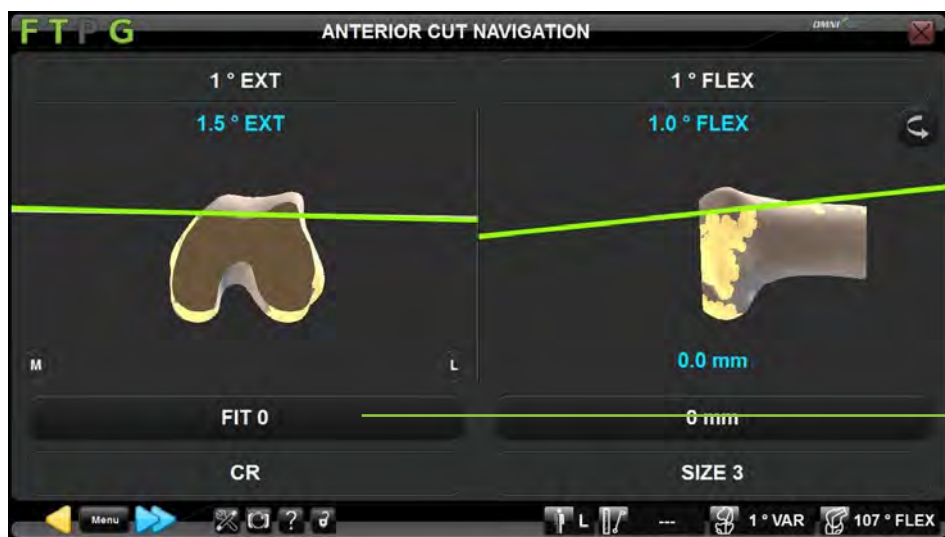 F T P G ANTERIOR CUT NAVIGATION OMNI
1 ° EXT 1 ° FLEX
1.5 ° EXT 1.0 ° FLEX
M L
0.0 mm
FIT 0 0 mm
CR SIZE 3
Menu ? L --- 1 ° VAR 107 ° FLEX